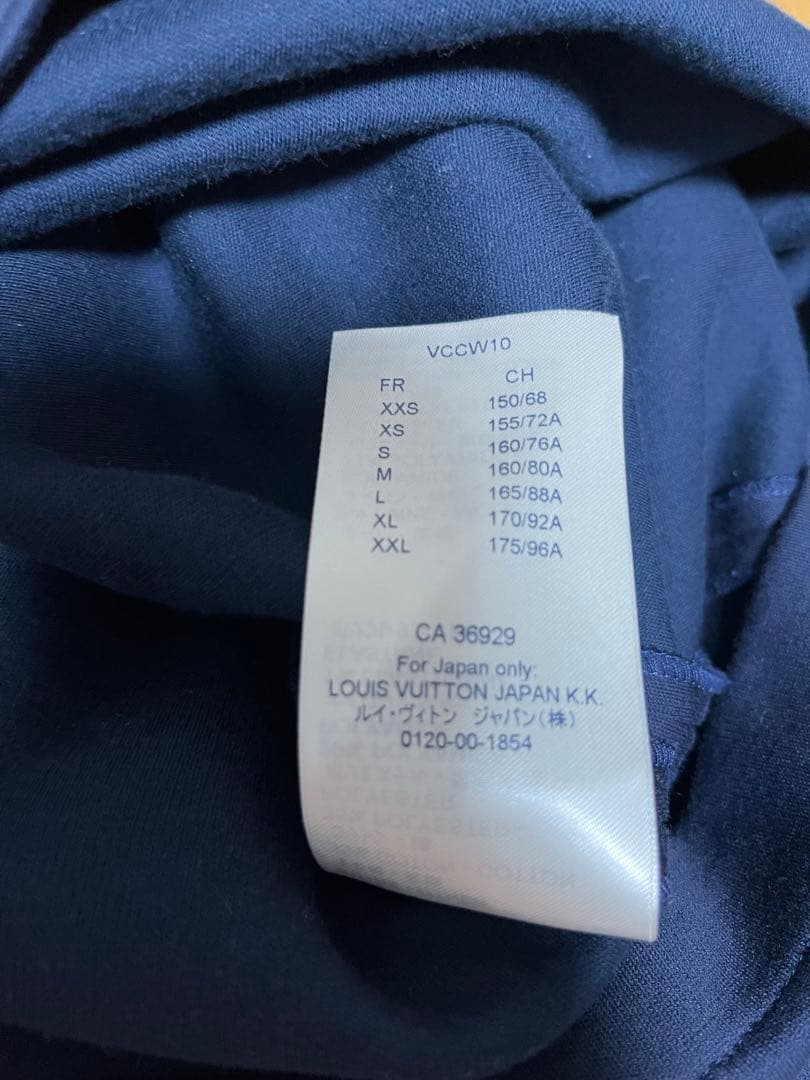 VCCW10
FR CH
XXS 150/68
XS 155/72A
S 160/76A
M 160/80A
L 165/88A
XL 170/92A
XXL 175/96A
CA 36929
For Japan only:
LOUIS VUITTON JAPAN K.K.
ルイ・ヴィトン ジャパン(株)
0120-00-1854